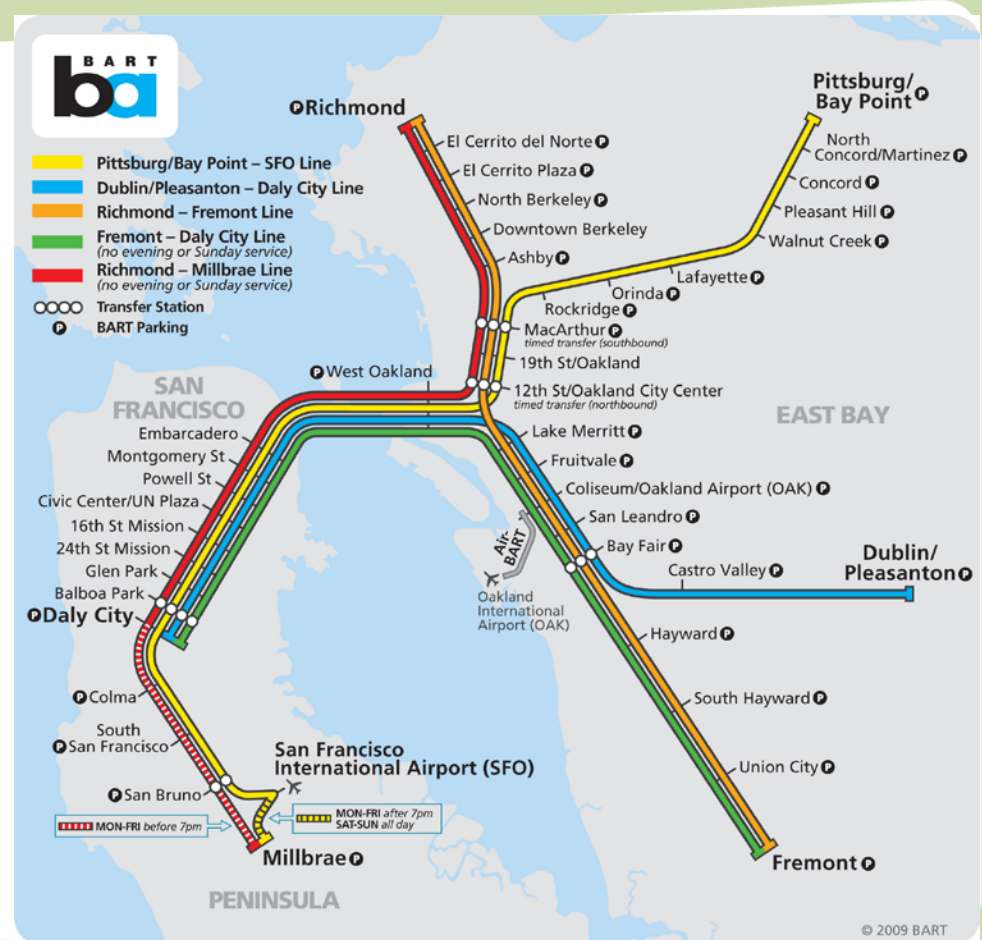 BART
ba
Pittsburg/Bay Point – SFO Line
Dublin/Pleasanton – Daly City Line
Richmond – Fremont Line
Fremont – Daly City Line
(no evening or Sunday service)
Richmond – Millbrae Line
(no evening or Sunday service)
Transfer Station
P BART Parking
P Richmond
El Cerrito del Norte P
El Cerrito Plaza P
North Berkeley P
Downtown Berkeley
Ashby P
Pittsburg/
Bay Point P
North
Concord/Martinez P
Concord P
Pleasant Hill P
Walnut Creek P
Lafayette P
Orinda P
Rockridge P
MacArthur P
timed transfer (southbound)
19th St/Oakland
12th St/Oakland City Center
timed transfer (northbound)
P West Oakland
SAN
FRANCISCO
EAST BAY
Embarcadero
Montgomery St
Powell St
Civic Center/UN Plaza
16th St Mission
24th St Mission
Glen Park
Balboa Park
P Daly City
Lake Merritt P
Fruitvale P
Coliseum/Oakland Airport (OAK) P
San Leandro P
Bay Fair P
Air-
BART
Oakland
International
Airport (OAK)
Castro Valley P
Dublin/
Pleasanton P
Hayward P
South Hayward P
Union City P
Fremont P
P Colma
South
P San Francisco
P San Bruno
San Francisco
International Airport (SFO)
MON-FRI before 7pm
MON-FRI after 7pm
SAT-SUN all day
Millbrae P
PENINSULA
© 2009 BART